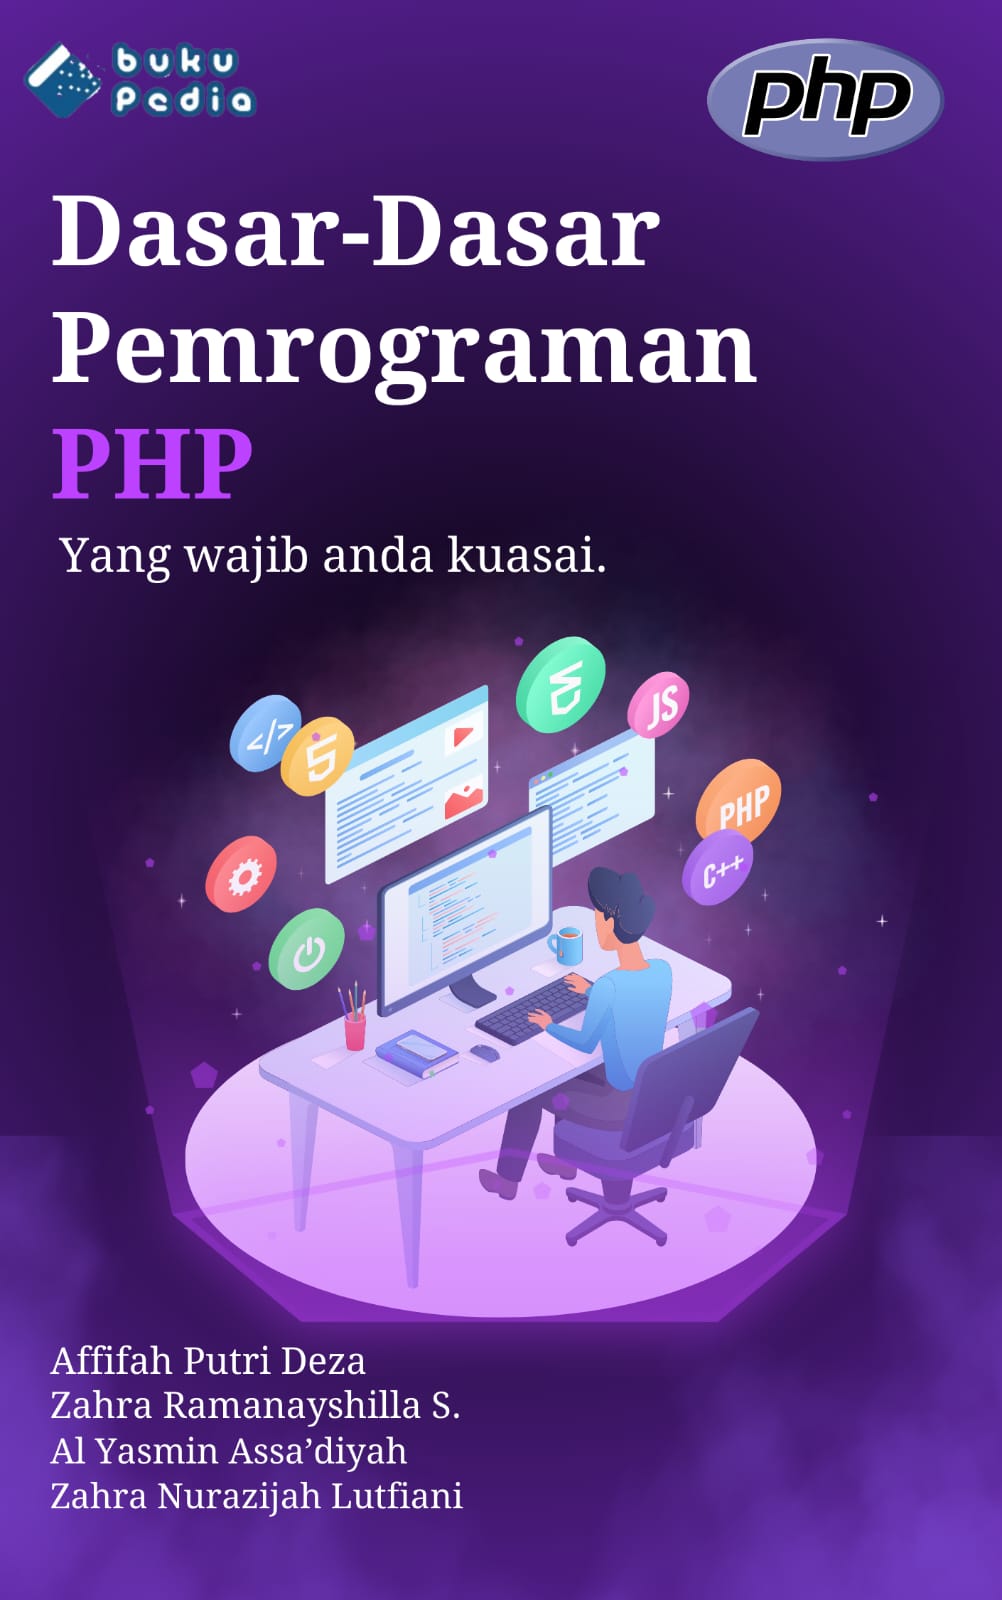 buku
Pedia
php
Dasar-Dasar
Pemrograman
PHP
Yang wajib anda kuasai.
</>
5
JS
PHP
C++
Affifah Putri Deza
Zahra Ramanayshilla S.
Al Yasmin Assa’diyah
Zahra Nurazijah Lutfiani